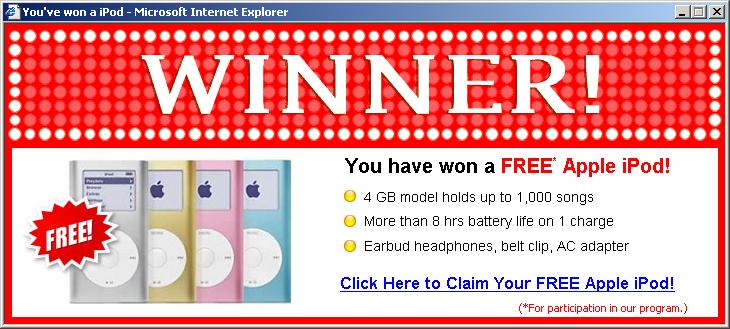 You've won a iPod - Microsoft Internet Explorer
WINNER!
You have won a FREE* Apple iPod!
4 GB model holds up to 1,000 songs
More than 8 hrs battery life on 1 charge
Earbud headphones, belt clip, AC adapter
Click Here to Claim Your FREE Apple iPod!
(*For participation in our program.)
FREE!
iPod
Playlists
Browse
Extras
Settings